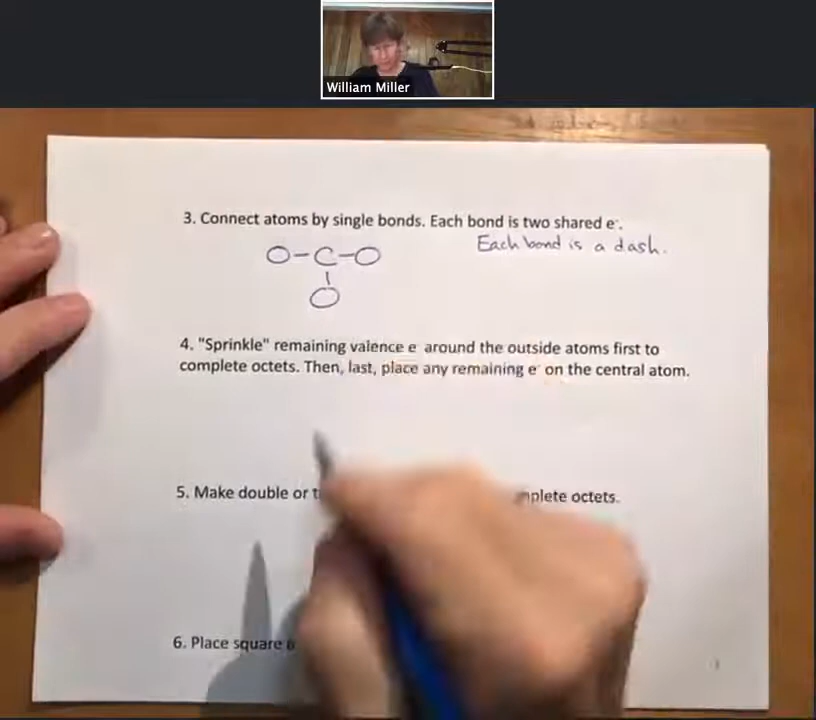 William Miller
3. Connect atoms by single bonds. Each bond is two shared e⁻.
Each bond is a dash.
O–C–O
|
O
4. "Sprinkle" remaining valence e⁻ around the outside atoms first to
complete octets. Then, last, place any remaining e⁻ on the central atom.
5. Make double or octets.
6. Place square